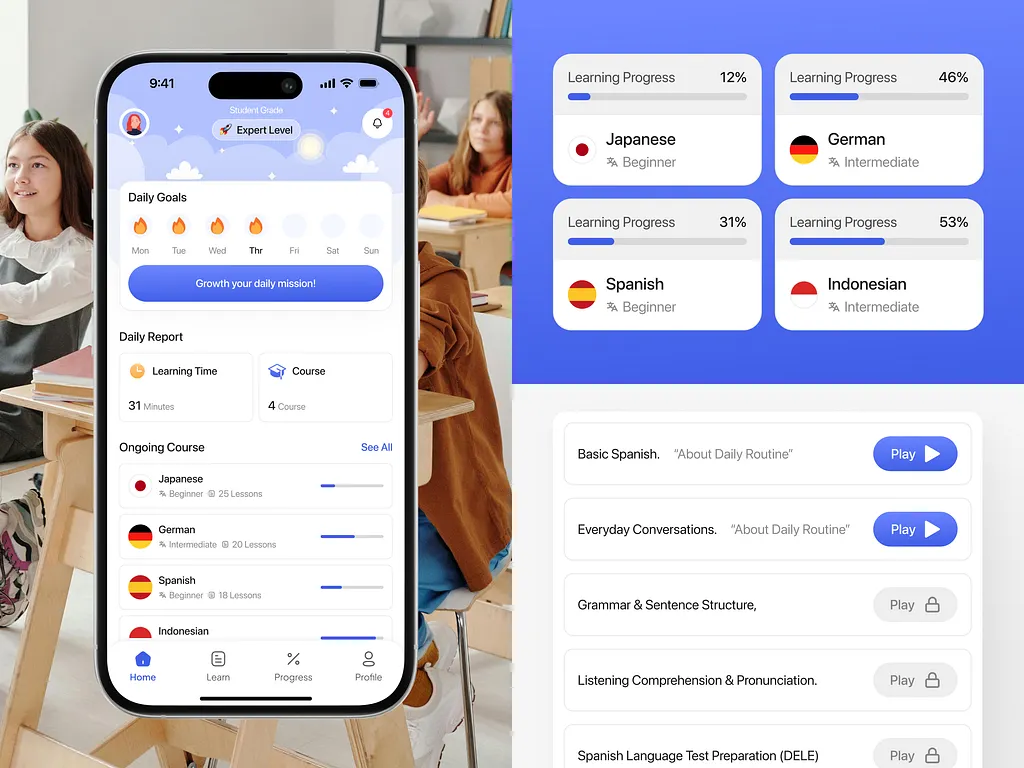 9:41
Student Grade
4
Expert Level
Daily Goals
Mon Tue Wed Thr Fri Sat Sun
Growth your daily mission!
Daily Report
Learning Time
31 Minutes
Course
4 Course
Ongoing Course See All
Japanese
Beginner 25 Lessons
German
Intermediate 20 Lessons
Spanish
Beginner 18 Lessons
Indonesian
Home Learn Progress Profile
Learning Progress 12%
Japanese
Beginner
Learning Progress 46%
German
Intermediate
Learning Progress 31%
Spanish
Beginner
Learning Progress 53%
Indonesian
Intermediate
Basic Spanish. “About Daily Routine” Play
Everyday Conversations. “About Daily Routine” Play
Grammar & Sentence Structure, Play
Listening Comprehension & Pronunciation. Play
Spanish Language Test Preparation (DELE) Play